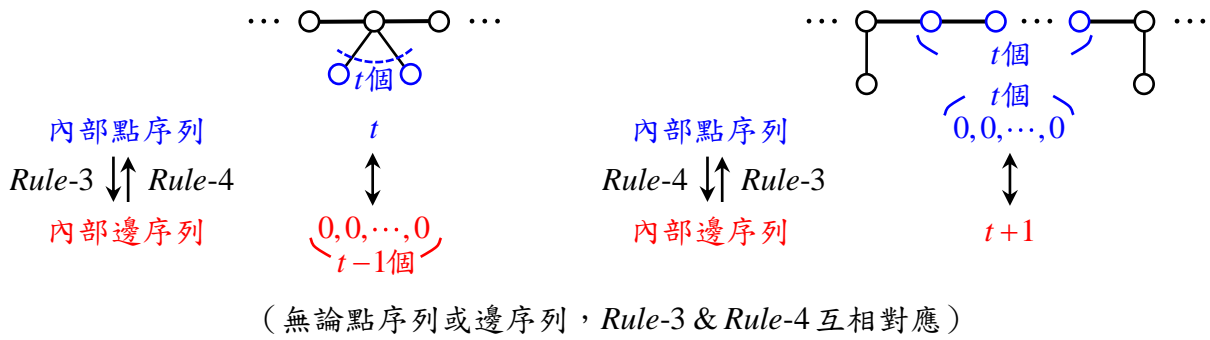 ⋯ ⋯
t個
內部點序列
Rule-3 Rule-4
內部邊序列
t
0,0,⋯,0
t−1個
⋯ ⋯ ⋯
t個
t個
0,0,⋯,0
內部點序列
Rule-4 Rule-3
內部邊序列
t+1
（無論點序列或邊序列，Rule-3 & Rule-4互相對應）